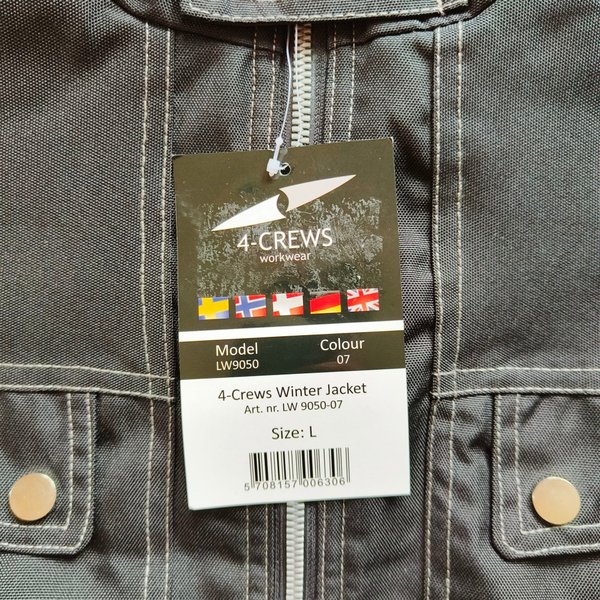 4-CREWS
workwear
Model Colour
LW9050 07
4-Crews Winter Jacket
Art. nr. LW 9050-07
Size: L
5 708157 006306